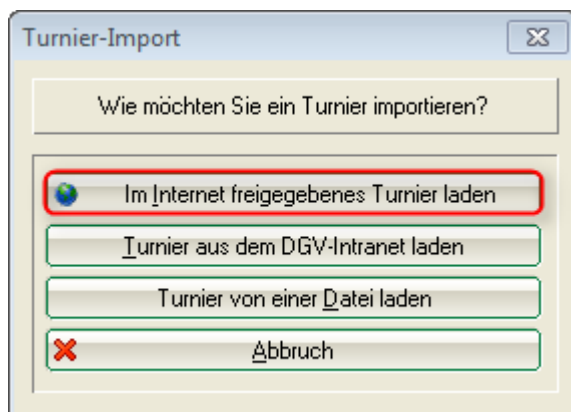 Turnier-Import
Wie möchten Sie ein Turnier importieren?
Im Internet freigegebenes Turnier laden
Turnier aus dem DGV-Intranet laden
Turnier von einer Datei laden
Abbruch